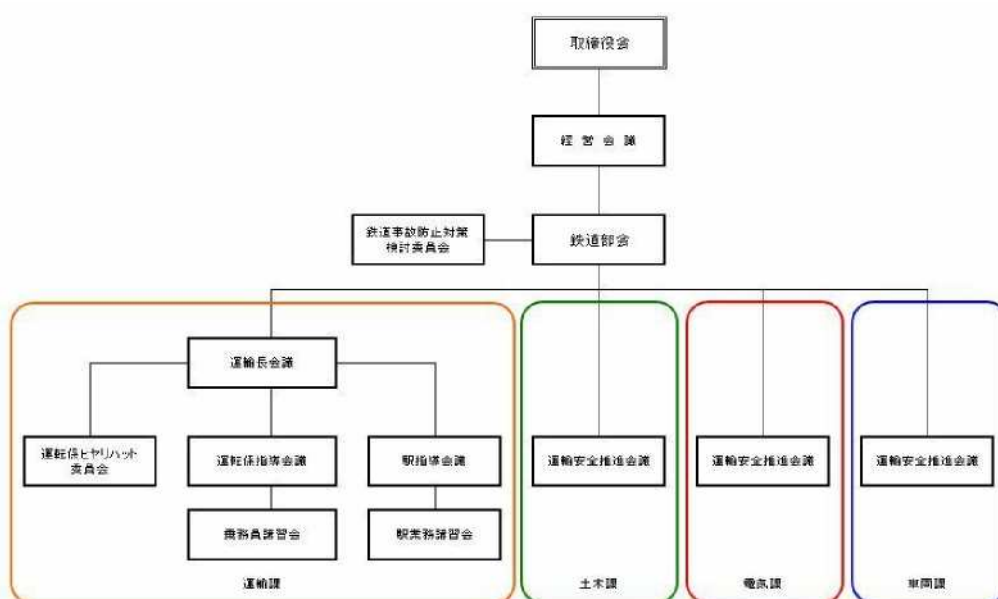 取締役会
経営会議
鉄道事故防止対策
検討委員会
鉄道部会
運輸長会議
運転係ヒヤリハット
委員会
運転係指導会議
駅指導会議
運輸安全推進会議
運輸安全推進会議
運輸安全推進会議
乗務員講習会
駅業務講習会
運輸課
土木課
電気課
車両課